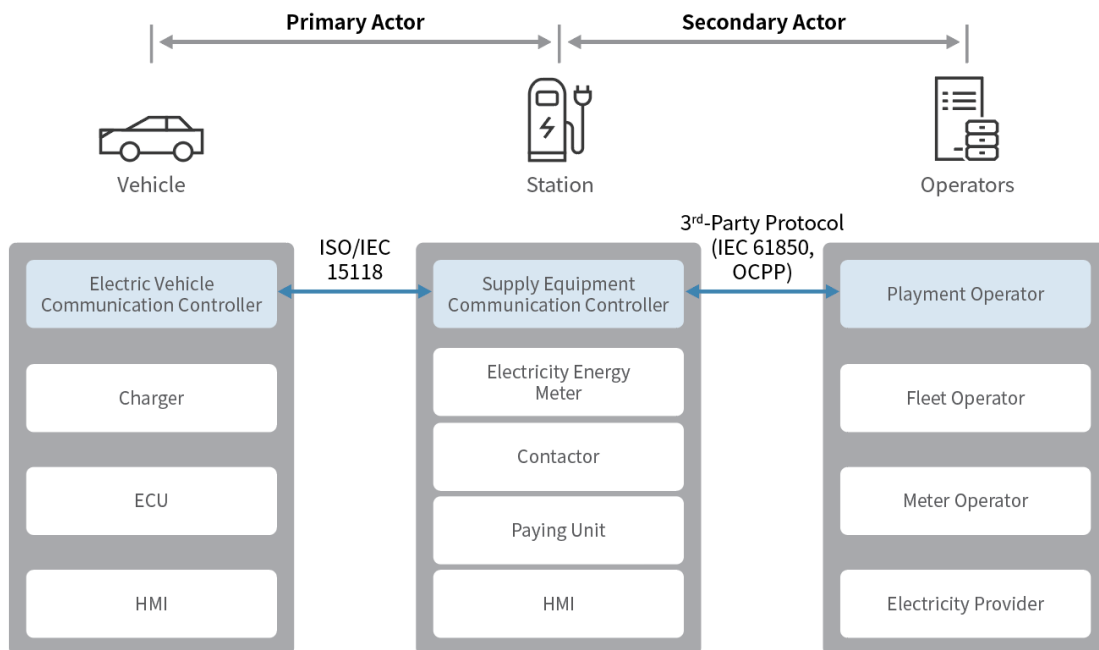 Primary Actor
Secondary Actor
Vehicle
Station
Operators
ISO/IEC
15118
3rd-Party Protocol
(IEC 61850,
OCPP)
Electric Vehicle
Communication Controller
Charger
ECU
HMI
Supply Equipment
Communication Controller
Electricity Energy
Meter
Contactor
Paying Unit
HMI
Playment Operator
Fleet Operator
Meter Operator
Electricity Provider